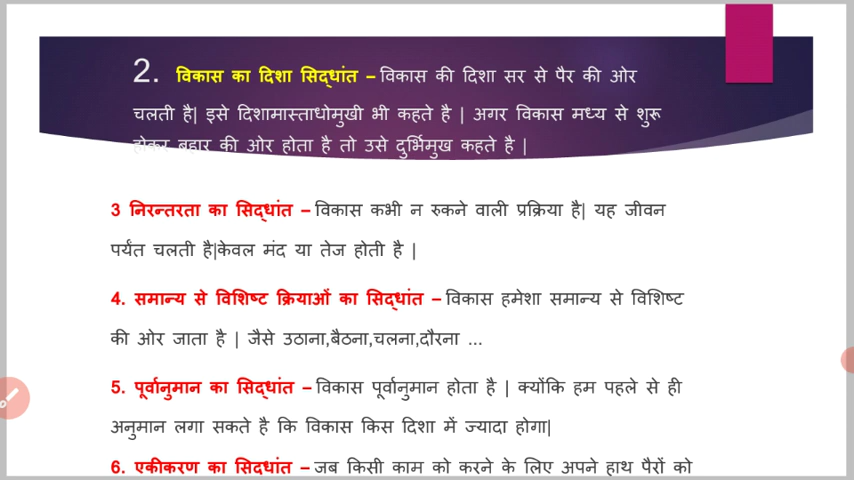 2. विकास का दिशा सिद्धांत – विकास की दिशा सर से पैर की ओर
चलती है| इसे दिशामास्ताधोमुखी भी कहते है | अगर विकास मध्य से शुरू
होकर बहार की ओर होता है तो उसे दुर्भिमुख कहते है |
3 निरन्तरता का सिद्धांत – विकास कभी न रुकने वाली प्रक्रिया है| यह जीवन
पर्यंत चलती है|केवल मंद या तेज होती है |
4. समान्य से विशिष्ट क्रियाओं का सिद्धांत – विकास हमेशा समान्य से विशिष्ट
की ओर जाता है | जैसे उठाना,बैठना,चलना,दौरना ...
5. पूर्वानुमान का सिद्धांत – विकास पूर्वानुमान होता है | क्योंकि हम पहले से ही
अनुमान लगा सकते है कि विकास किस दिशा में ज्यादा होगा|
6. एकीकरण का सिद्धांत – जब किसी काम को करने के लिए अपने हाथ पैरों को